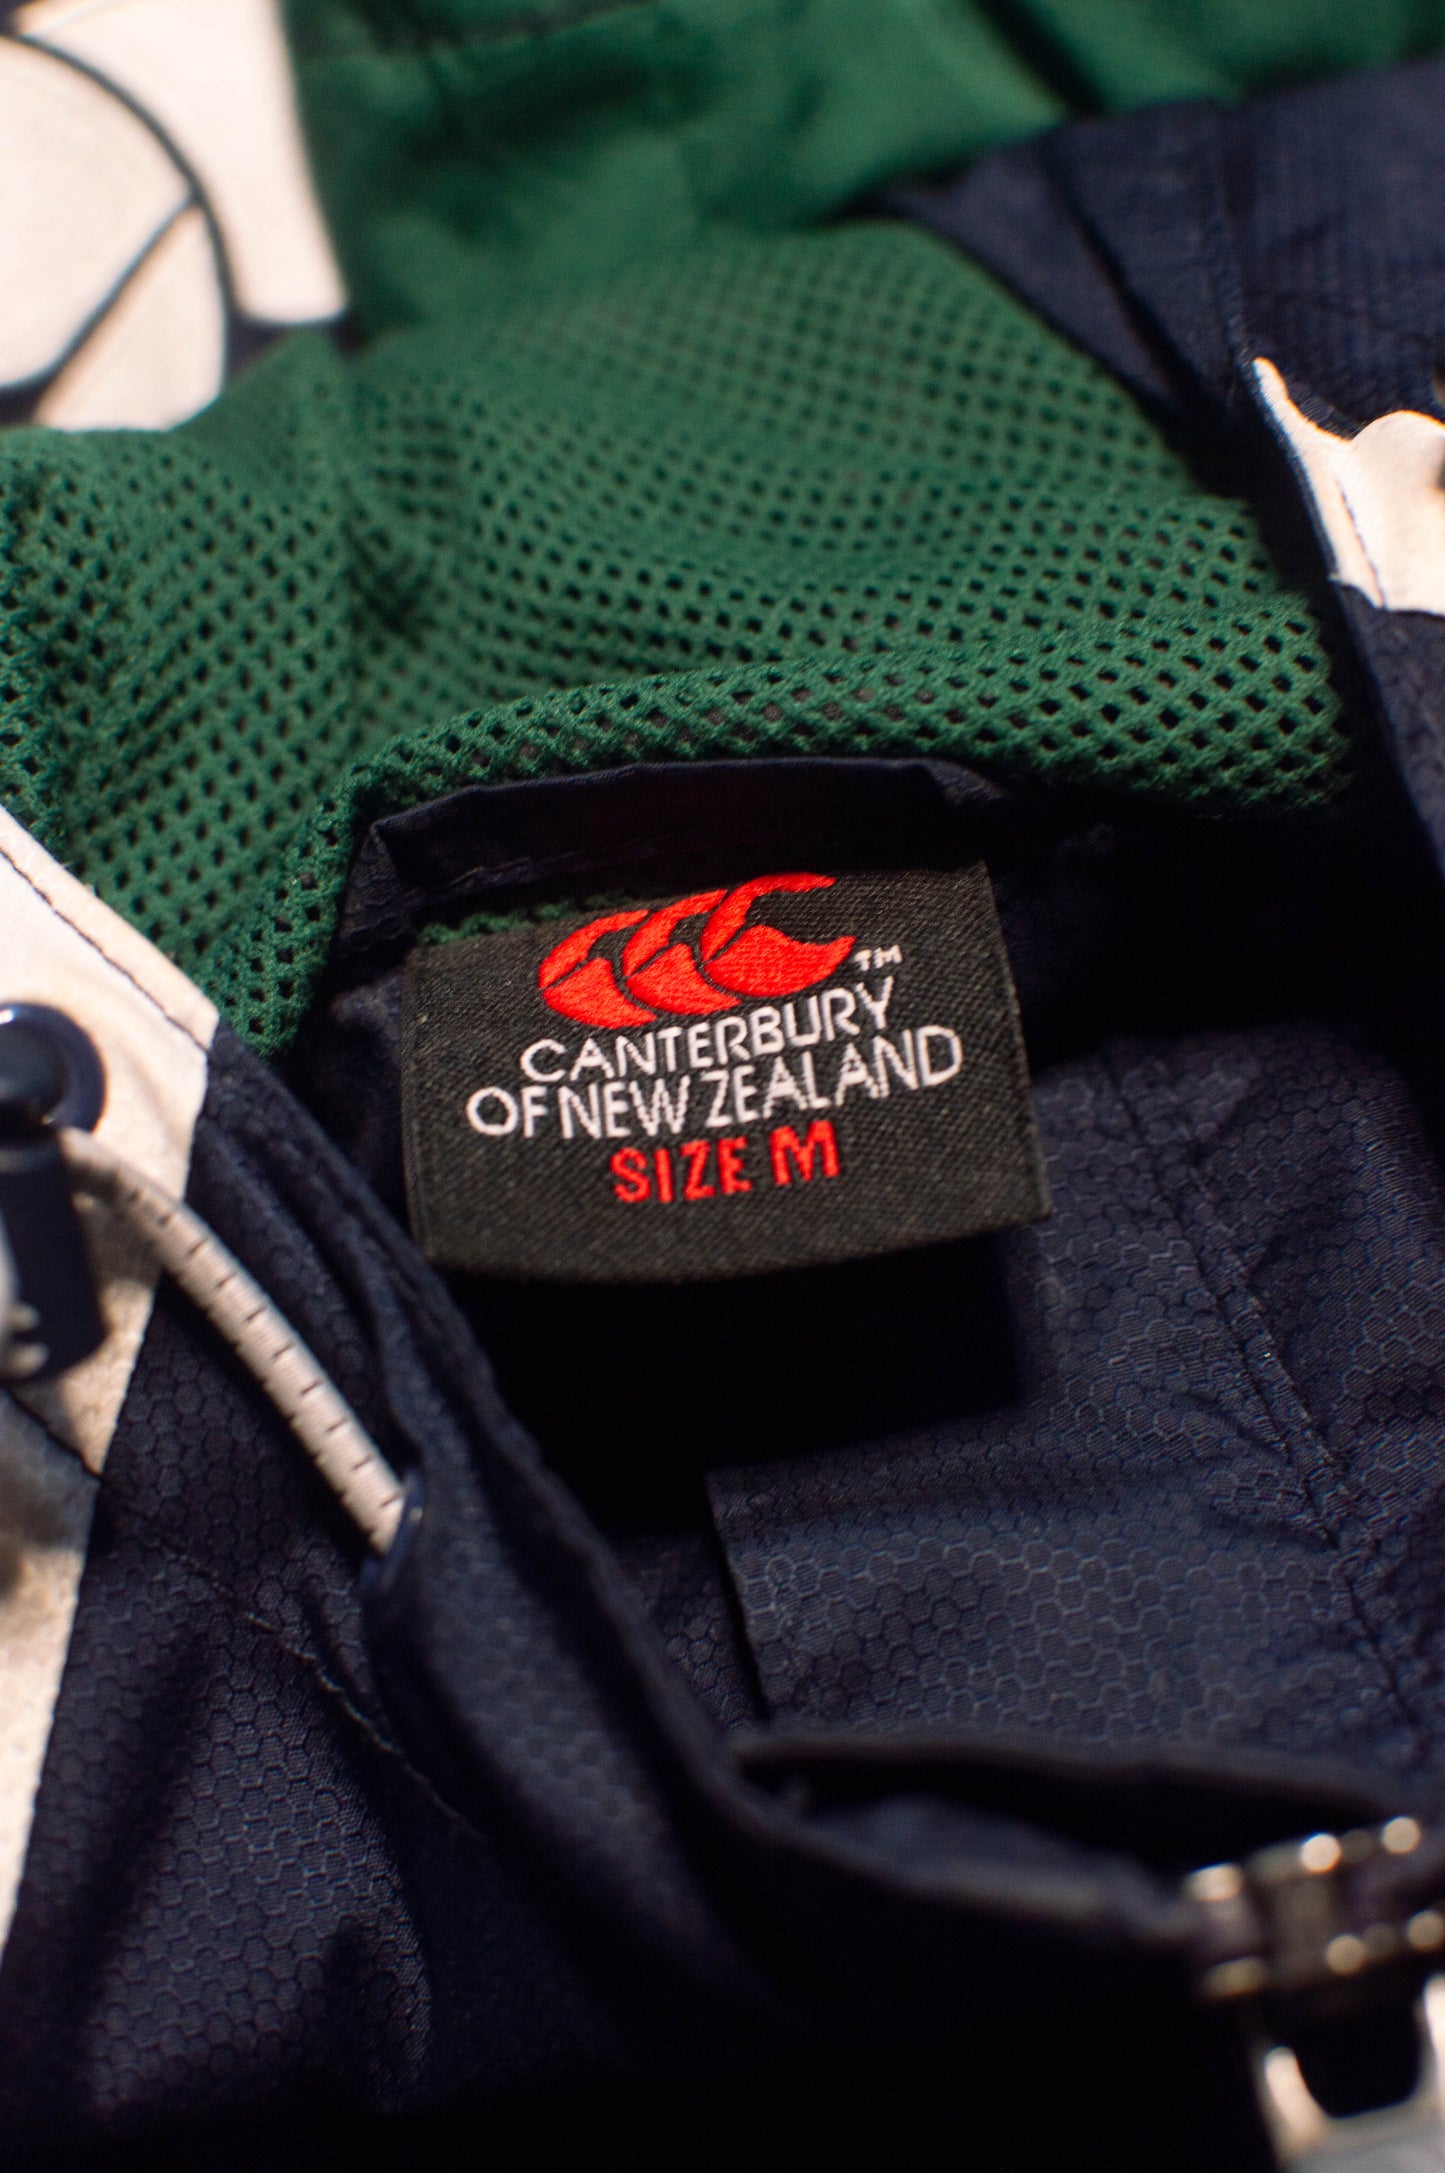 TM
CANTERBURY
OF NEW ZEALAND
SIZE M